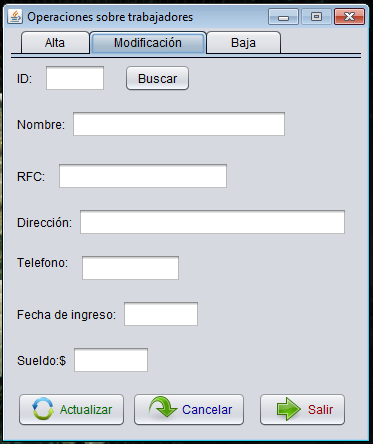 Operaciones sobre trabajadores
Alta Modificación Baja
ID: Buscar
Nombre:
RFC:
Dirección:
Telefono:
Fecha de ingreso:
Sueldo:$
Actualizar Cancelar Salir